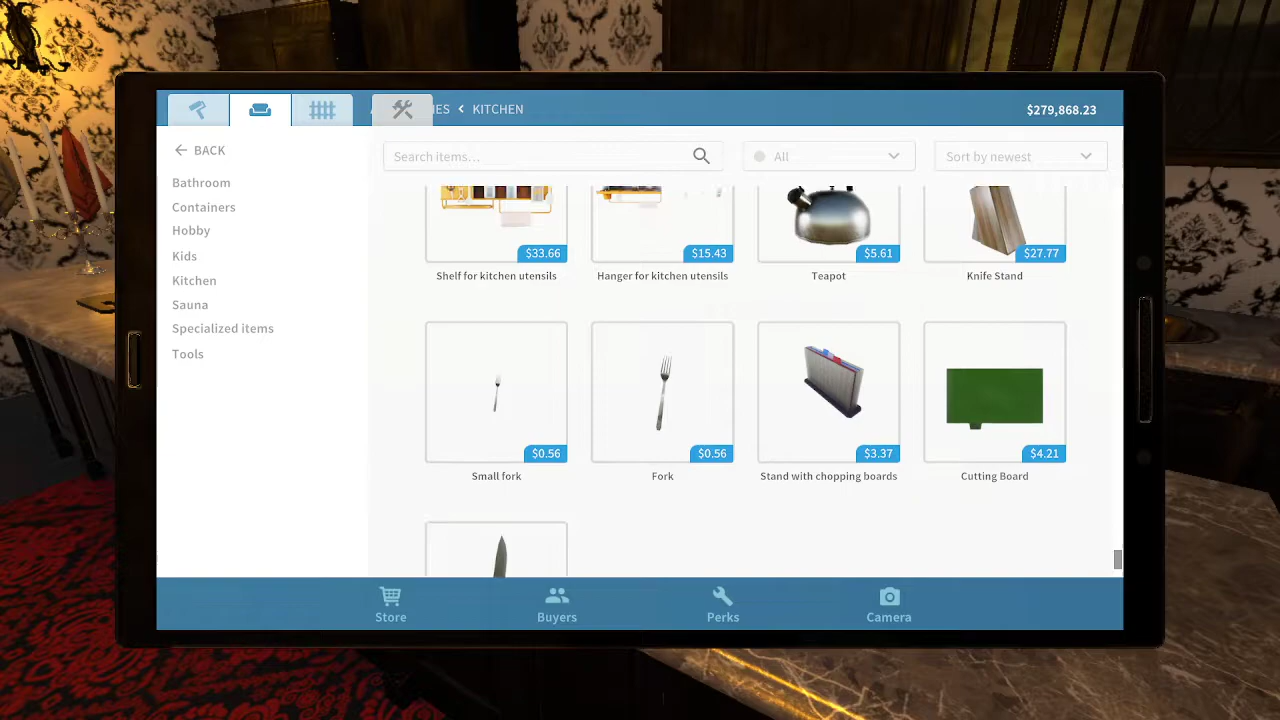 IES < KITCHEN
$279,868.23
BACK
Search items...
All
Sort by newest
Bathroom
Containers
Hobby
Kids
Kitchen
Sauna
Specialized items
Tools
$33.66
$15.43
$5.61
$27.77
Shelf for kitchen utensils
Hanger for kitchen utensils
Teapot
Knife Stand
$0.56
$0.56
$3.37
$4.21
Small fork
Fork
Stand with chopping boards
Cutting Board
Store
Buyers
Perks
Camera